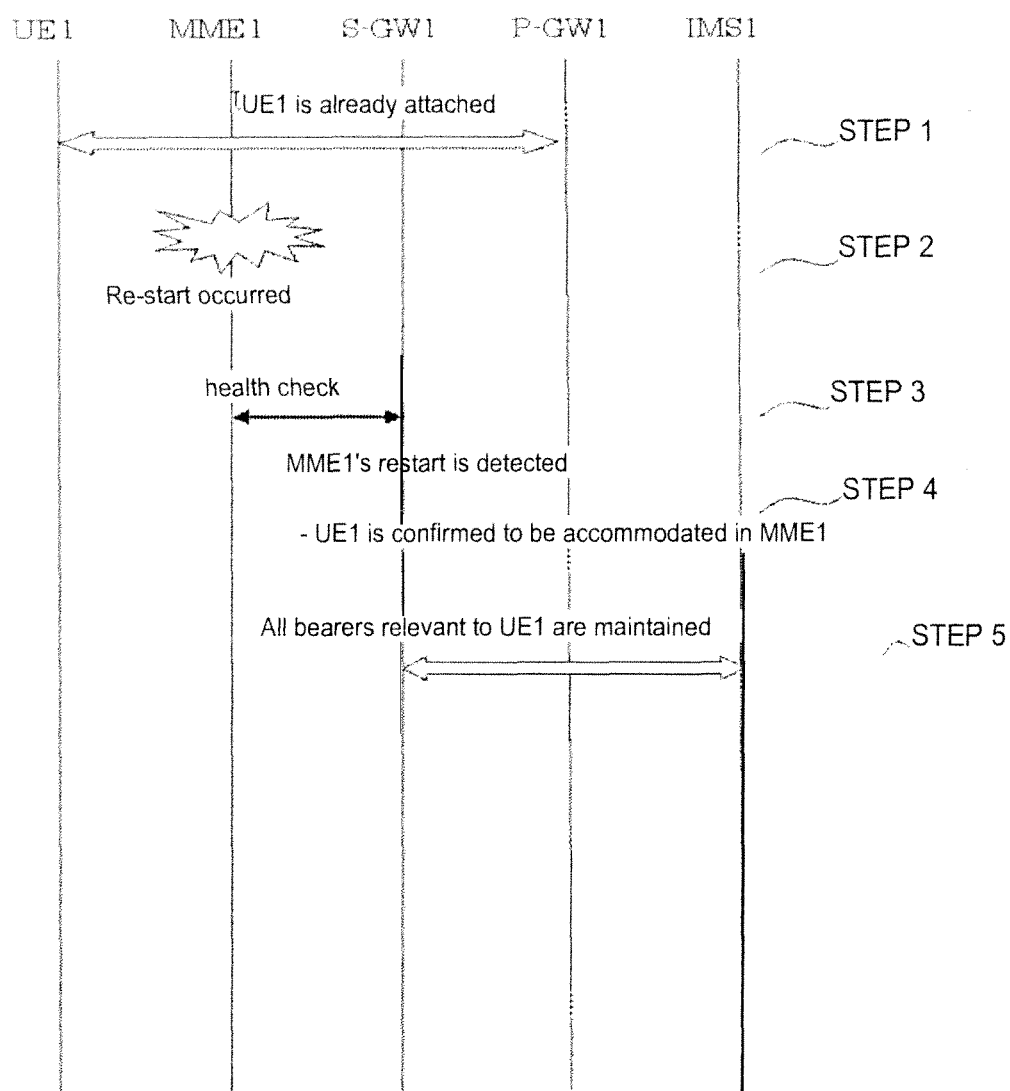 UE1 MME1 S-GW1 P-GW1 IMS1
UE1 is already attached
STEP 1
STEP 2
Re-start occurred
health check
STEP 3
MME1's restart is detected
STEP 4
- UE1 is confirmed to be accommodated in MME1
All bearers relevant to UE1 are maintained
STEP 5